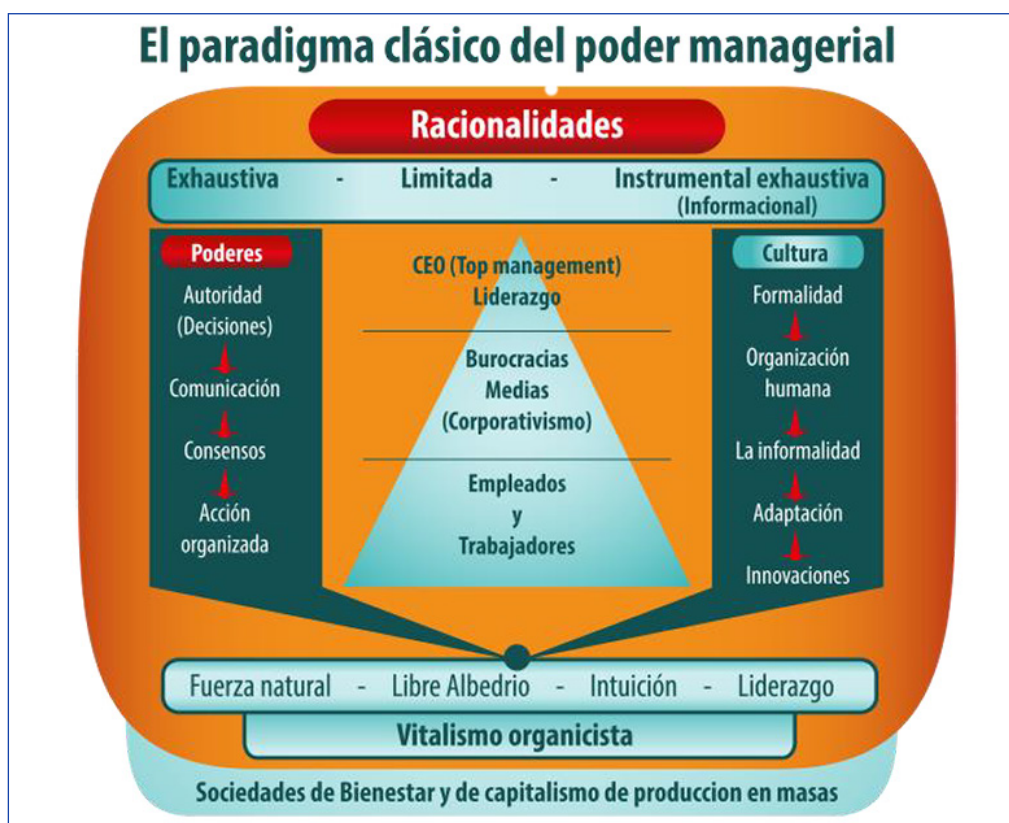 El paradigma clásico del poder managerial
Racionalidades
Exhaustiva - Limitada - Instrumental exhaustiva
(Informacional)
Poderes
Autoridad
(Decisiones)
Comunicación
Consensos
Acción
organizada
CEO (Top management)
Liderazgo
Burocracias
Medias
(Corporativismo)
Empleados
y
Trabajadores
Cultura
Formalidad
Organización
humana
La informalidad
Adaptación
Innovaciones
Fuerza natural - Libre Albedrio - Intuición - Liderazgo
Vitalismo organicista
Sociedades de Bienestar y de capitalismo de produccion en masas